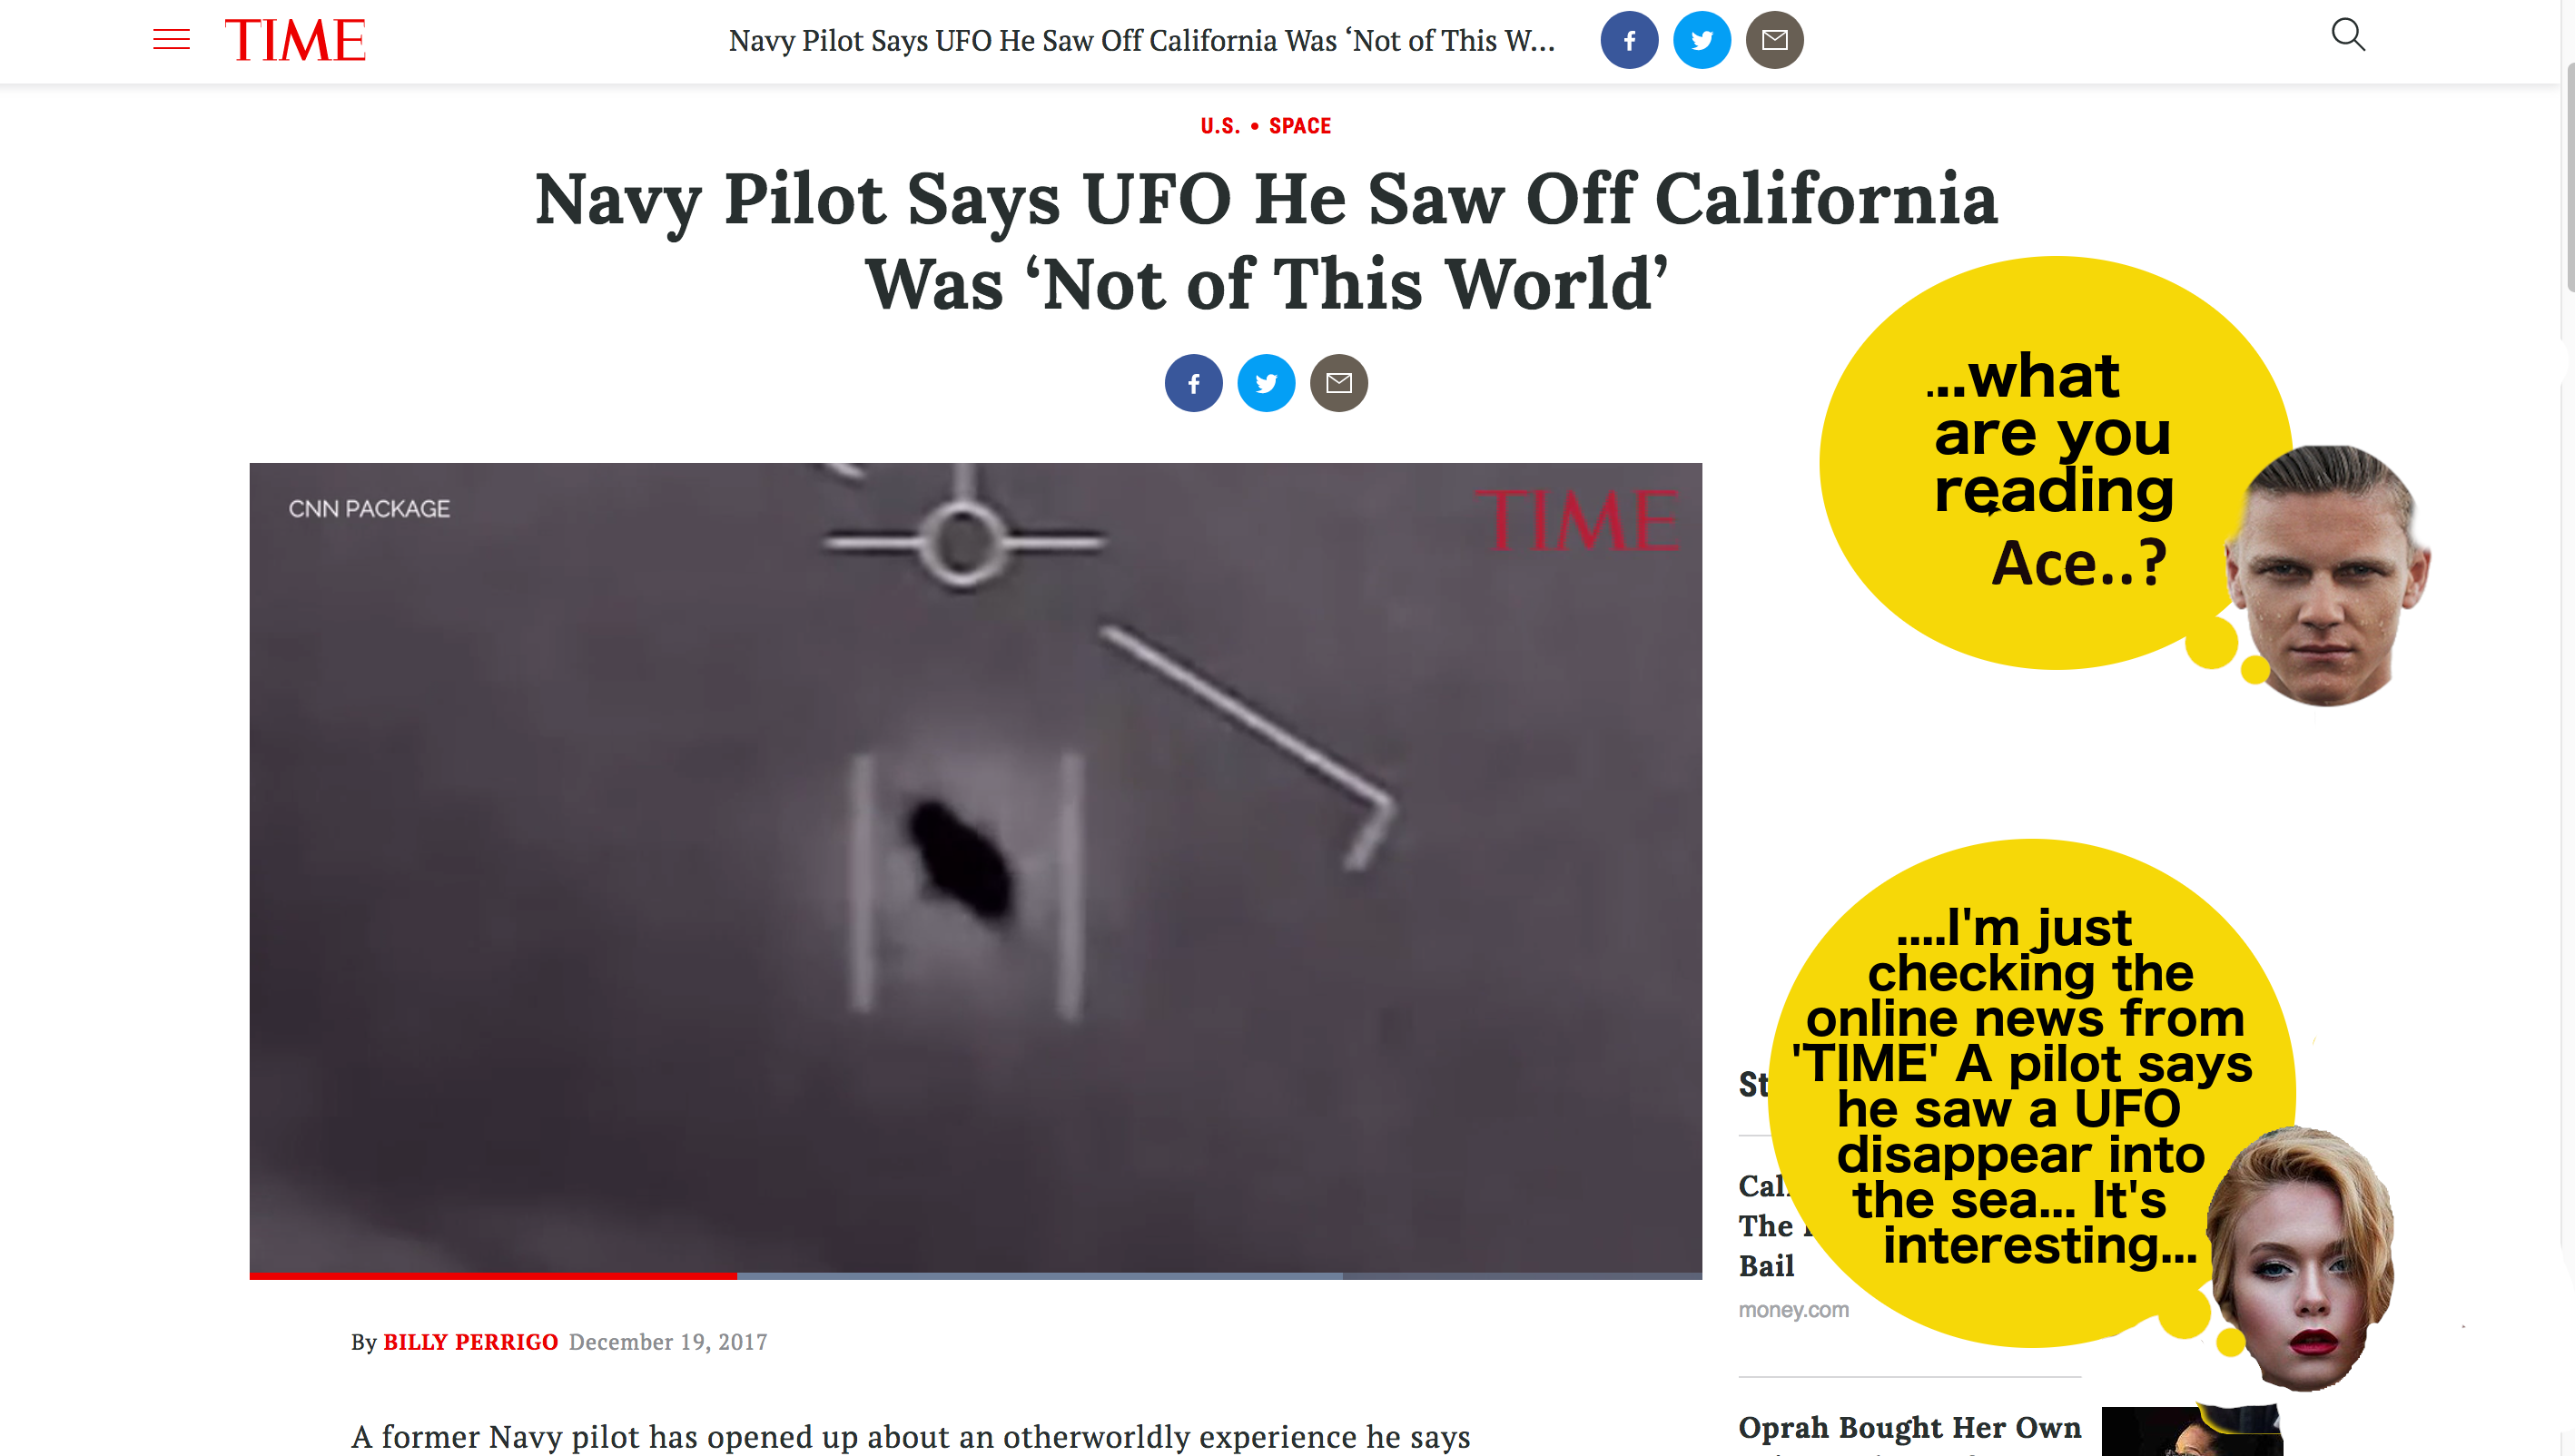 TIME
Navy Pilot Says UFO He Saw Off California Was ‘Not of This W...
U.S. • SPACE
Navy Pilot Says UFO He Saw Off California
Was ‘Not of This World’
CNN PACKAGE
TIME
...what
are you
reading
Ace..?
....I'm just
checking the
online news from
'TIME' A pilot says
he saw a UFO
disappear into
the sea... It's
interesting...
St
Cal
The
Bail
money.com
By BILLY PERRIGO December 19, 2017
A former Navy pilot has opened up about an otherworldly experience he says
Oprah Bought Her Own